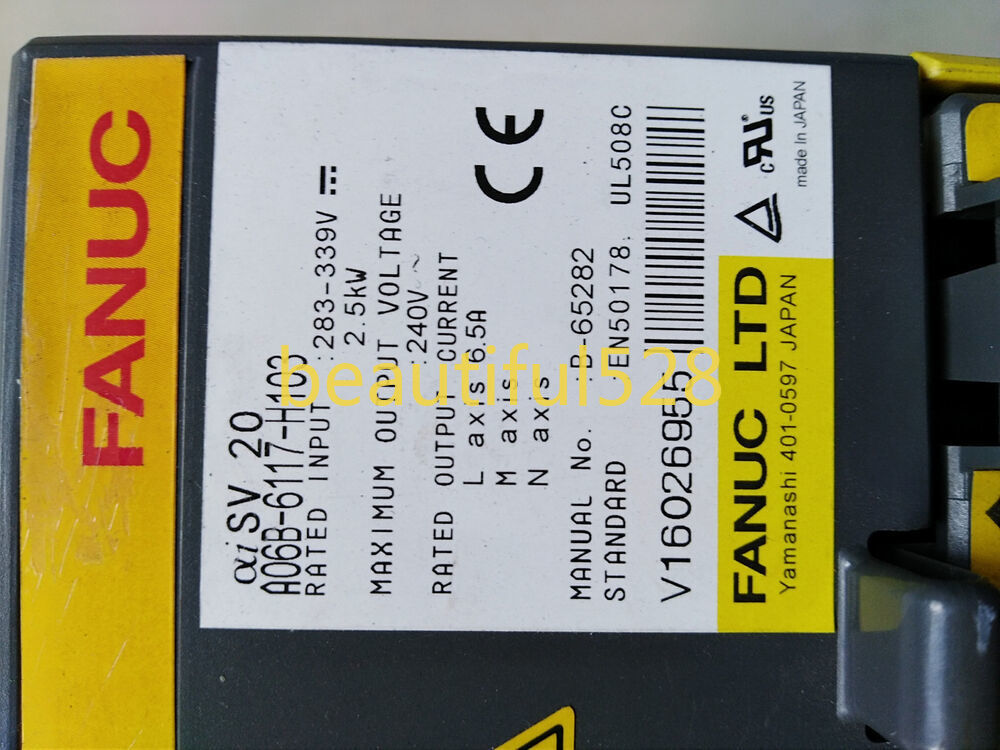 FANUC
αiSV 20
A06B-6117-H103
RATED INPUT :283-339V
2.5kW
MAXIMUM OUTPUT VOLTAGE
:240V ~
RATED OUTPUT CURRENT
L axis:6.5A
M axis
N axis
CE
MANUAL No. :B-65282
STANDARD :EN50178. UL508C
V16026955
FANUC LTD
Yamanashi 401-0597 JAPAN
c UR US
made In JAPAN
beautiful528